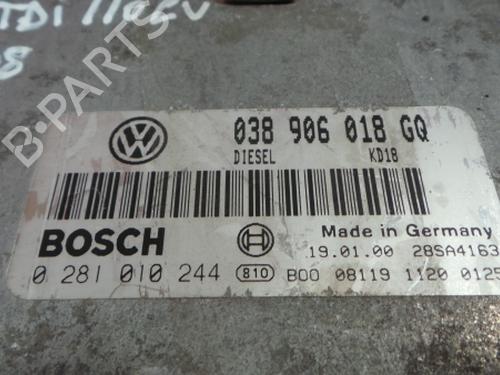 TDI 110CV
B-PARTS
038 906 018 GQ
DIESEL KD18
BOSCH
Made in Germany
19.01.00 28SA4163
0 281 010 244 810 B00 08119 1120 0125